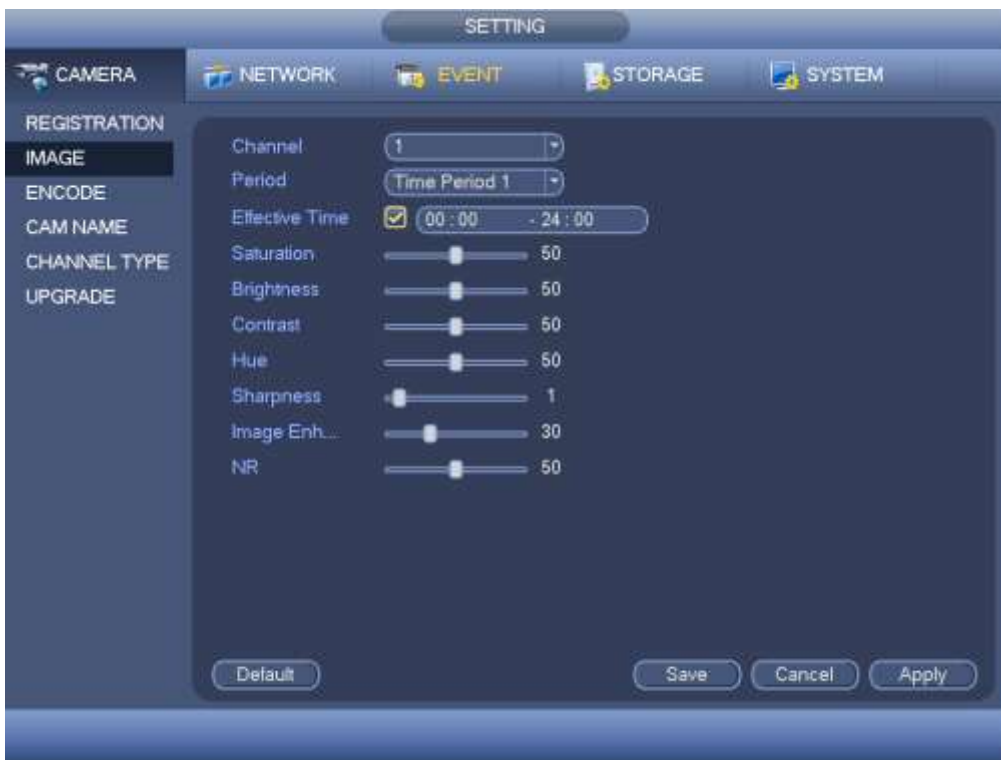 SETTING
CAMERA NETWORK EVENT STORAGE SYSTEM
REGISTRATION
IMAGE
ENCODE
CAM NAME
CHANNEL TYPE
UPGRADE
Channel 1
Period Time Period 1
Effective Time 00 : 00 - 24 : 00
Saturation 50
Brightness 50
Contrast 50
Hue 50
Sharpness 1
Image Enh... 30
NR 50
Default Save Cancel Apply